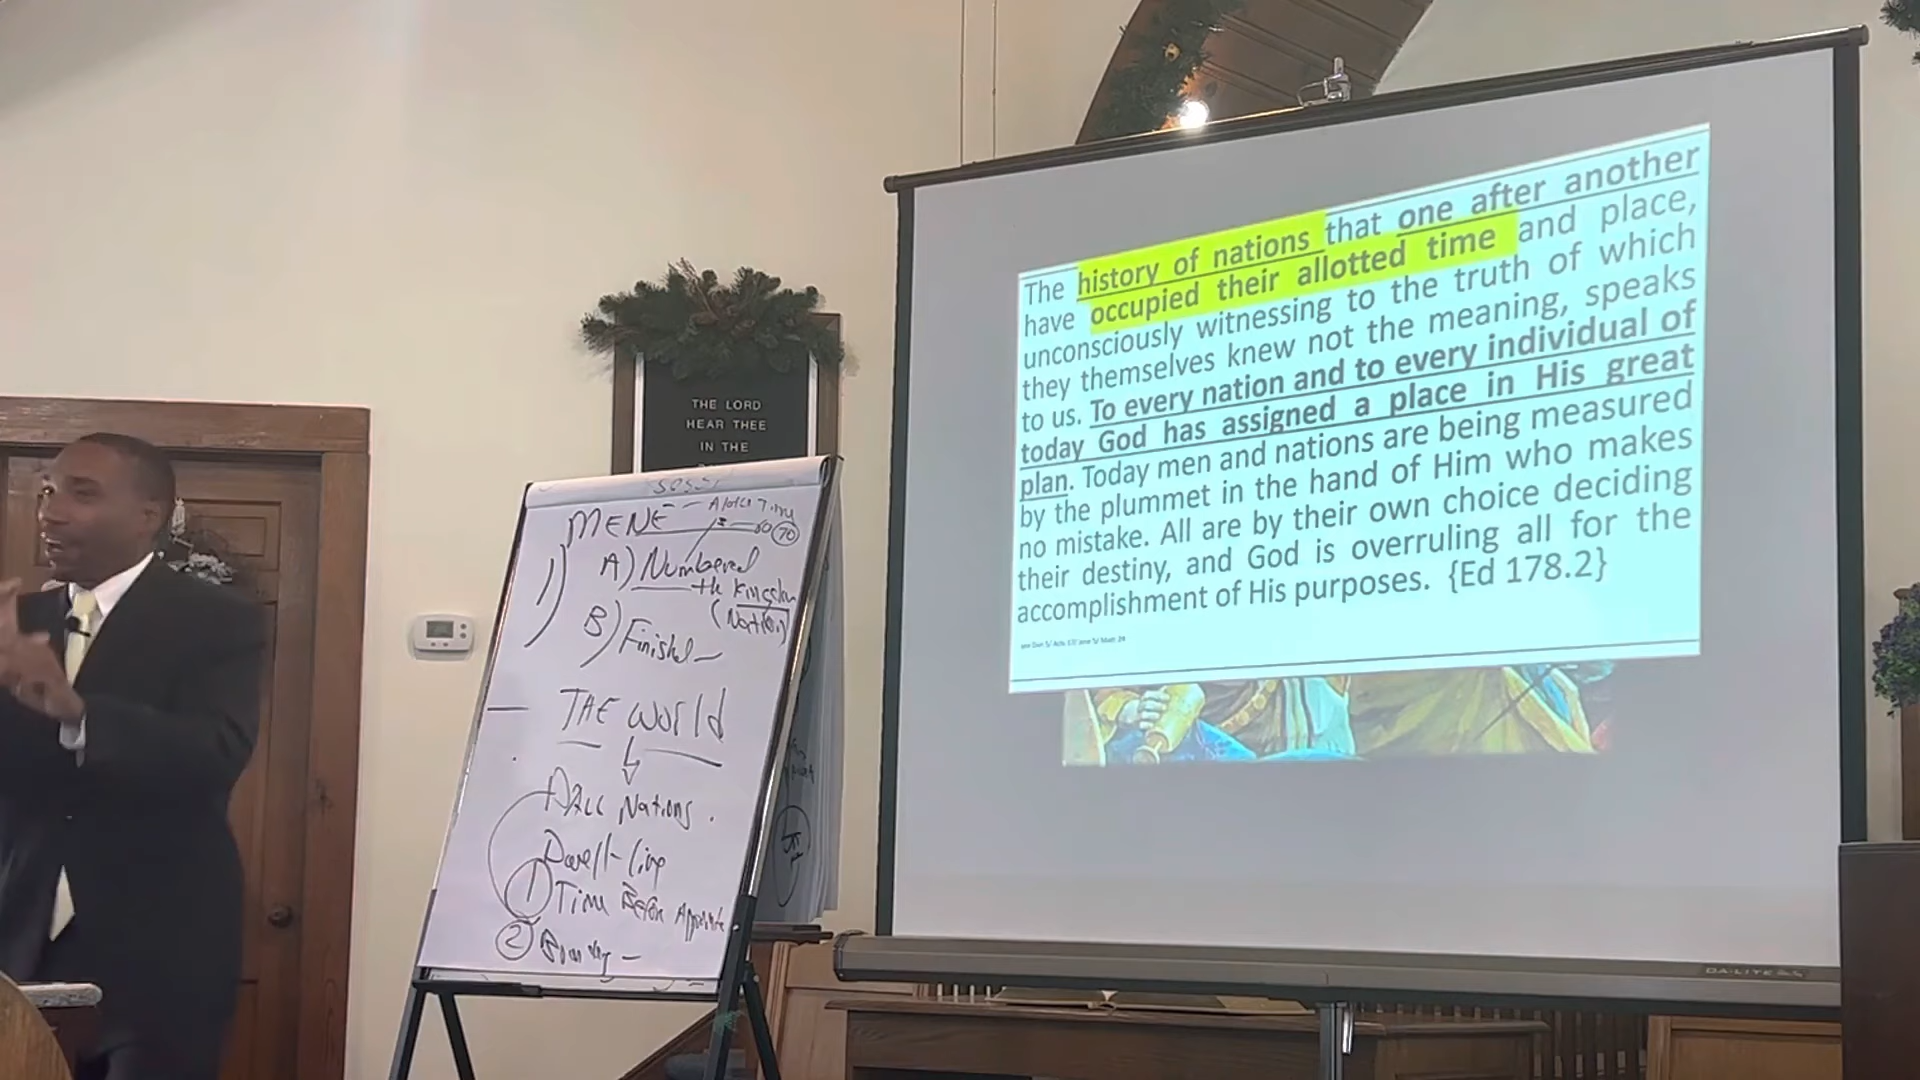 THE LORD
HEAR THEE
IN THE
MENE —
70
1)
A) Numbered
the Kingdom
(Nation)
B) Finished —
THE WORLD
All Nations.
Dwell - live
1 Time Before Appointed
2 Boundary —
The history of nations that one after another
have occupied their allotted time and place,
unconsciously witnessing to the truth of which
they themselves knew not the meaning, speaks
to us. To every nation and to every individual of
today God has assigned a place in His great
plan. Today men and nations are being measured
by the plummet in the hand of Him who makes
no mistake. All are by their own choice deciding
their destiny, and God is overruling all for the
accomplishment of His purposes. {Ed 178.2}
DA-LITE